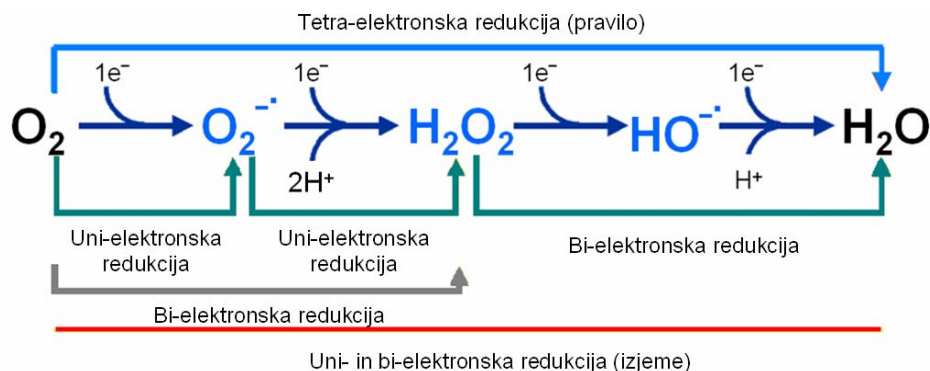 Tetra-elektronska redukcija (pravilo)
1e⁻ 1e⁻ 1e⁻ 1e⁻
O₂ O₂⁻· H₂O₂ HO⁻· H₂O
2H⁺ H⁺
Uni-elektronska
redukcija
Uni-elektronska
redukcija
Bi-elektronska redukcija
Bi-elektronska redukcija
Uni- in bi-elektronska redukcija (izjeme)